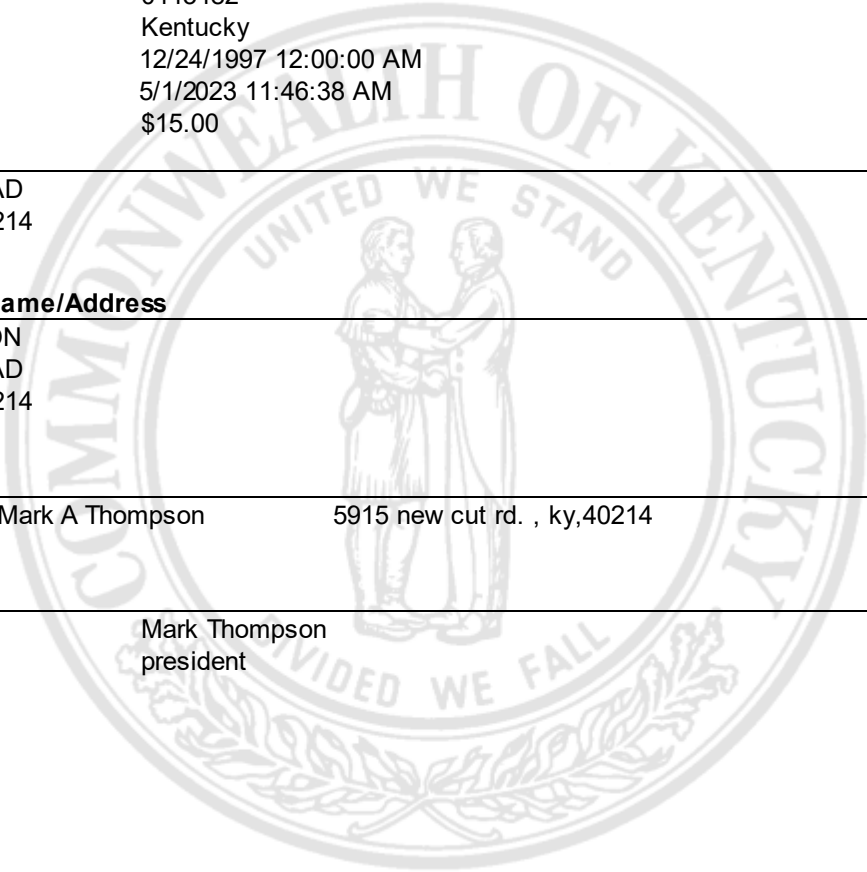 Kentucky
12/24/1997 12:00:00 AM
5/1/2023 11:46:38 AM
$15.00
AD
214
ame/Address
ON
AD
214
Mark A Thompson 5915 new cut rd. , ky,40214
Mark Thompson
president
COMMONWEALTH OF KENTUCKY
UNITED WE STAND
DIVIDED WE FALL